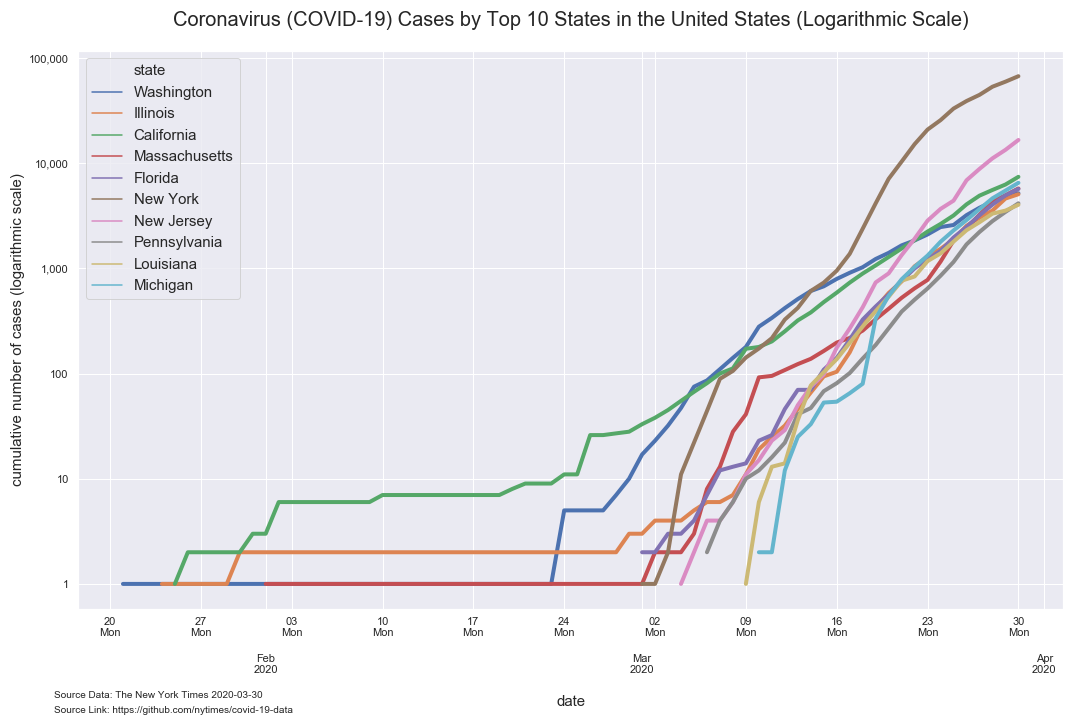 Coronavirus (COVID-19) Cases by Top 10 States in the United States (Logarithmic Scale)
cumulative number of cases (logarithmic scale)
100,000
10,000
1,000
100
10
1
state
Washington
Illinois
California
Massachusetts
Florida
New York
New Jersey
Pennsylvania
Louisiana
Michigan
20 27 03 10 17 24 02 09 16 23 30
Mon Mon Mon Mon Mon Mon Mon Mon Mon Mon Mon
Feb Mar Apr
2020 2020 2020
date
Source Data: The New York Times 2020-03-30
Source Link: https://github.com/nytimes/covid-19-data